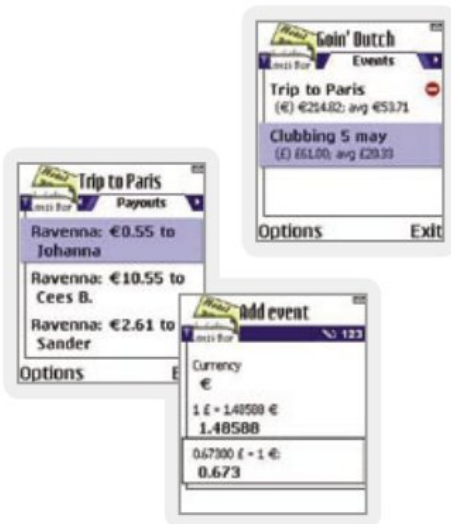 Goin' Dutch
Events
Trip to Paris
(€) €214.82; avg €53.71
Clubbing 5 may
(£) £61.00; avg £20.33
Options Exit
Trip to Paris
Payouts
Ravenna: €0.55 to
Johanna
Ravenna: €10.55 to
Cees B.
Ravenna: €2.61 to
Sander
Options E
Add event
123
Currency
€
1 £ = 1.48588 €
1.48588
0.67300 £ = 1 €:
0.673